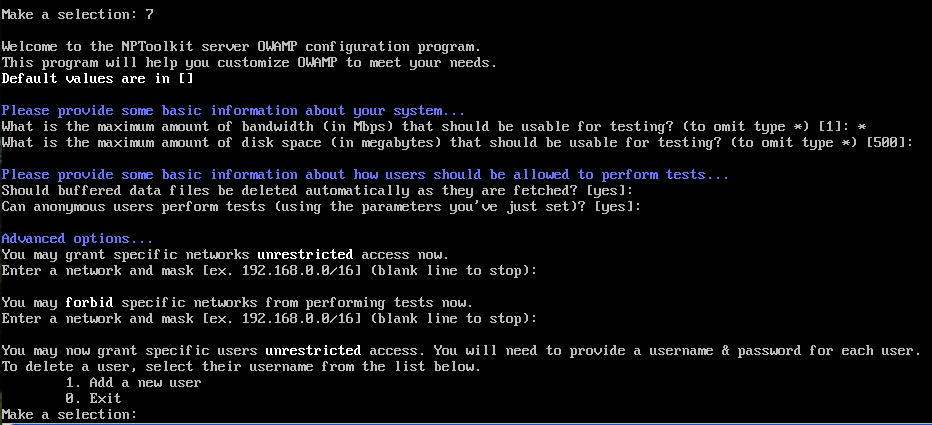 Make a selection: 7
Welcome to the NPToolkit server OWAMP configuration program.
This program will help you customize OWAMP to meet your needs.
Default values are in []
Please provide some basic information about your system...
What is the maximum amount of bandwidth (in Mbps) that should be usable for testing? (to omit type *) [1]: *
What is the maximum amount of disk space (in megabytes) that should be usable for testing? (to omit type *) [500]:
Please provide some basic information about how users should be allowed to perform tests...
Should buffered data files be deleted automatically as they are fetched? [yes]:
Can anonymous users perform tests (using the parameters you've just set)? [yes]:
Advanced options...
You may grant specific networks unrestricted access now.
Enter a network and mask [ex. 192.168.0.0/16] (blank line to stop):
You may forbid specific networks from performing tests now.
Enter a network and mask [ex. 192.168.0.0/16] (blank line to stop):
You may now grant specific users unrestricted access. You will need to provide a username & password for each user.
To delete a user, select their username from the list below.
1. Add a new user
0. Exit
Make a selection: